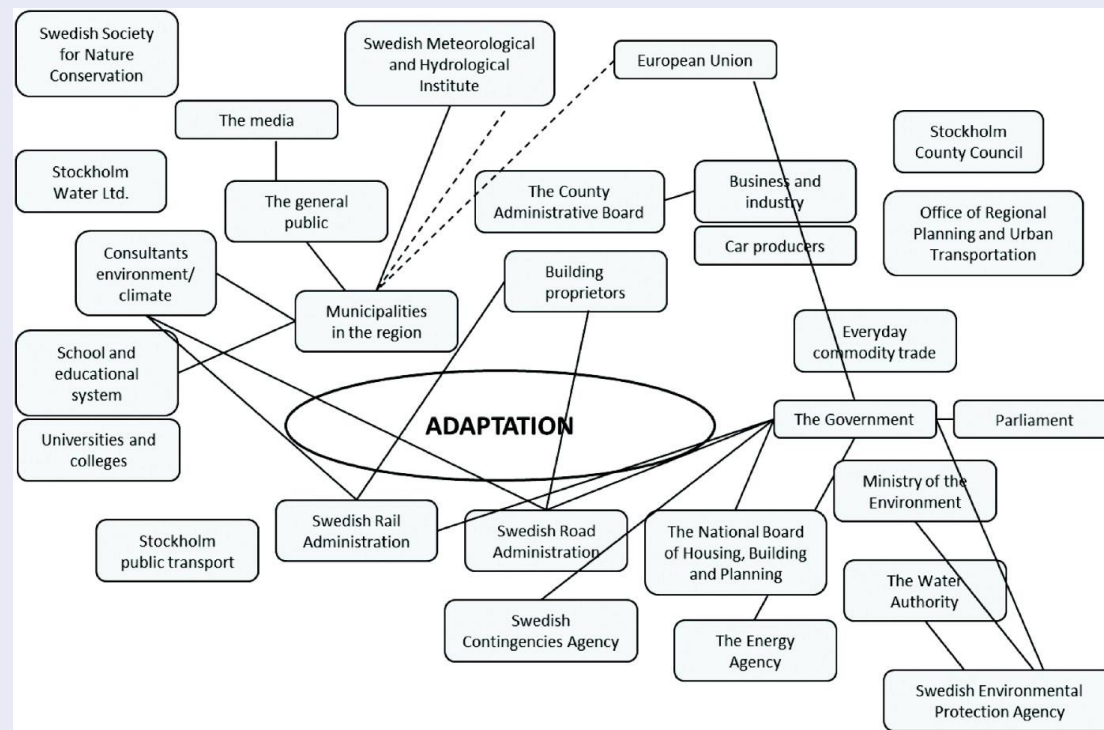 Swedish Society
for Nature
Conservation
Swedish Meteorological
and Hydrological
Institute
European Union
The media
Stockholm
County Council
Stockholm
Water Ltd.
The general
public
The County
Administrative Board
Business and
industry
Car producers
Office of Regional
Planning and Urban
Transportation
Consultants
environment/
climate
Building
proprietors
Municipalities
in the region
Everyday
commodity trade
School and
educational
system
ADAPTATION
The Government
Parliament
Universities and
colleges
Ministry of the
Environment
Swedish Rail
Administration
Swedish Road
Administration
The National Board
of Housing, Building
and Planning
Stockholm
public transport
The Water
Authority
Swedish
Contingencies Agency
The Energy
Agency
Swedish Environmental
Protection Agency